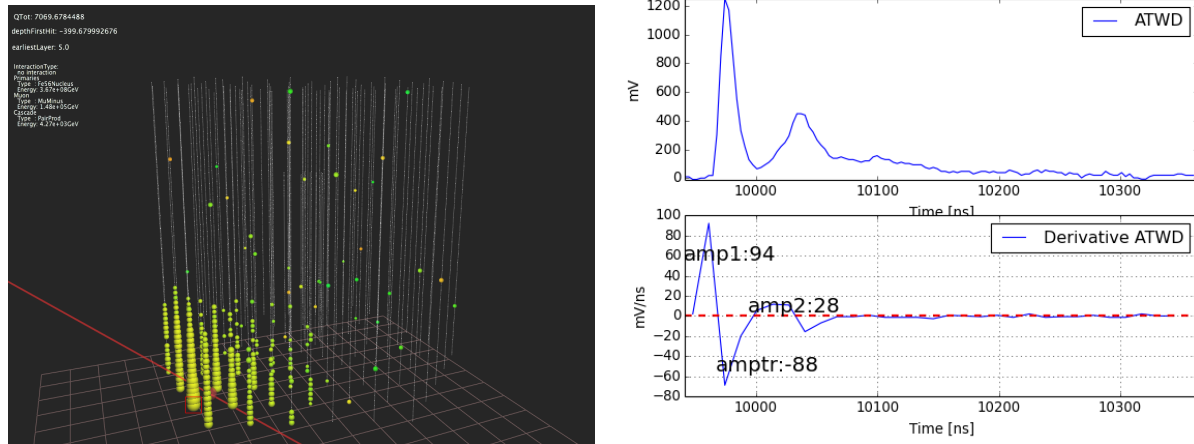 QTot: 7069.6784488
depthFirstHit: -399.679992676
earliestLayer: 5.0
InteractionType:
no interaction
Primaries
Type : Fe56Nucleus
Energy: 3.67e+08GeV
Muon
Type : MuMinus
Energy: 1.48e+05GeV
Cascade
Type : PairProd
Energy: 4.27e+03GeV
1200
1000
800
600
400
200
0
mV
ATWD
10000 10100 10200 10300
Time [ns]
100
80
60
40
20
0
−20
−40
−60
−80
mV/ns
Derivative ATWD
amp1:94
amp2:28
amptr:-88
10000 10100 10200 10300
Time [ns]